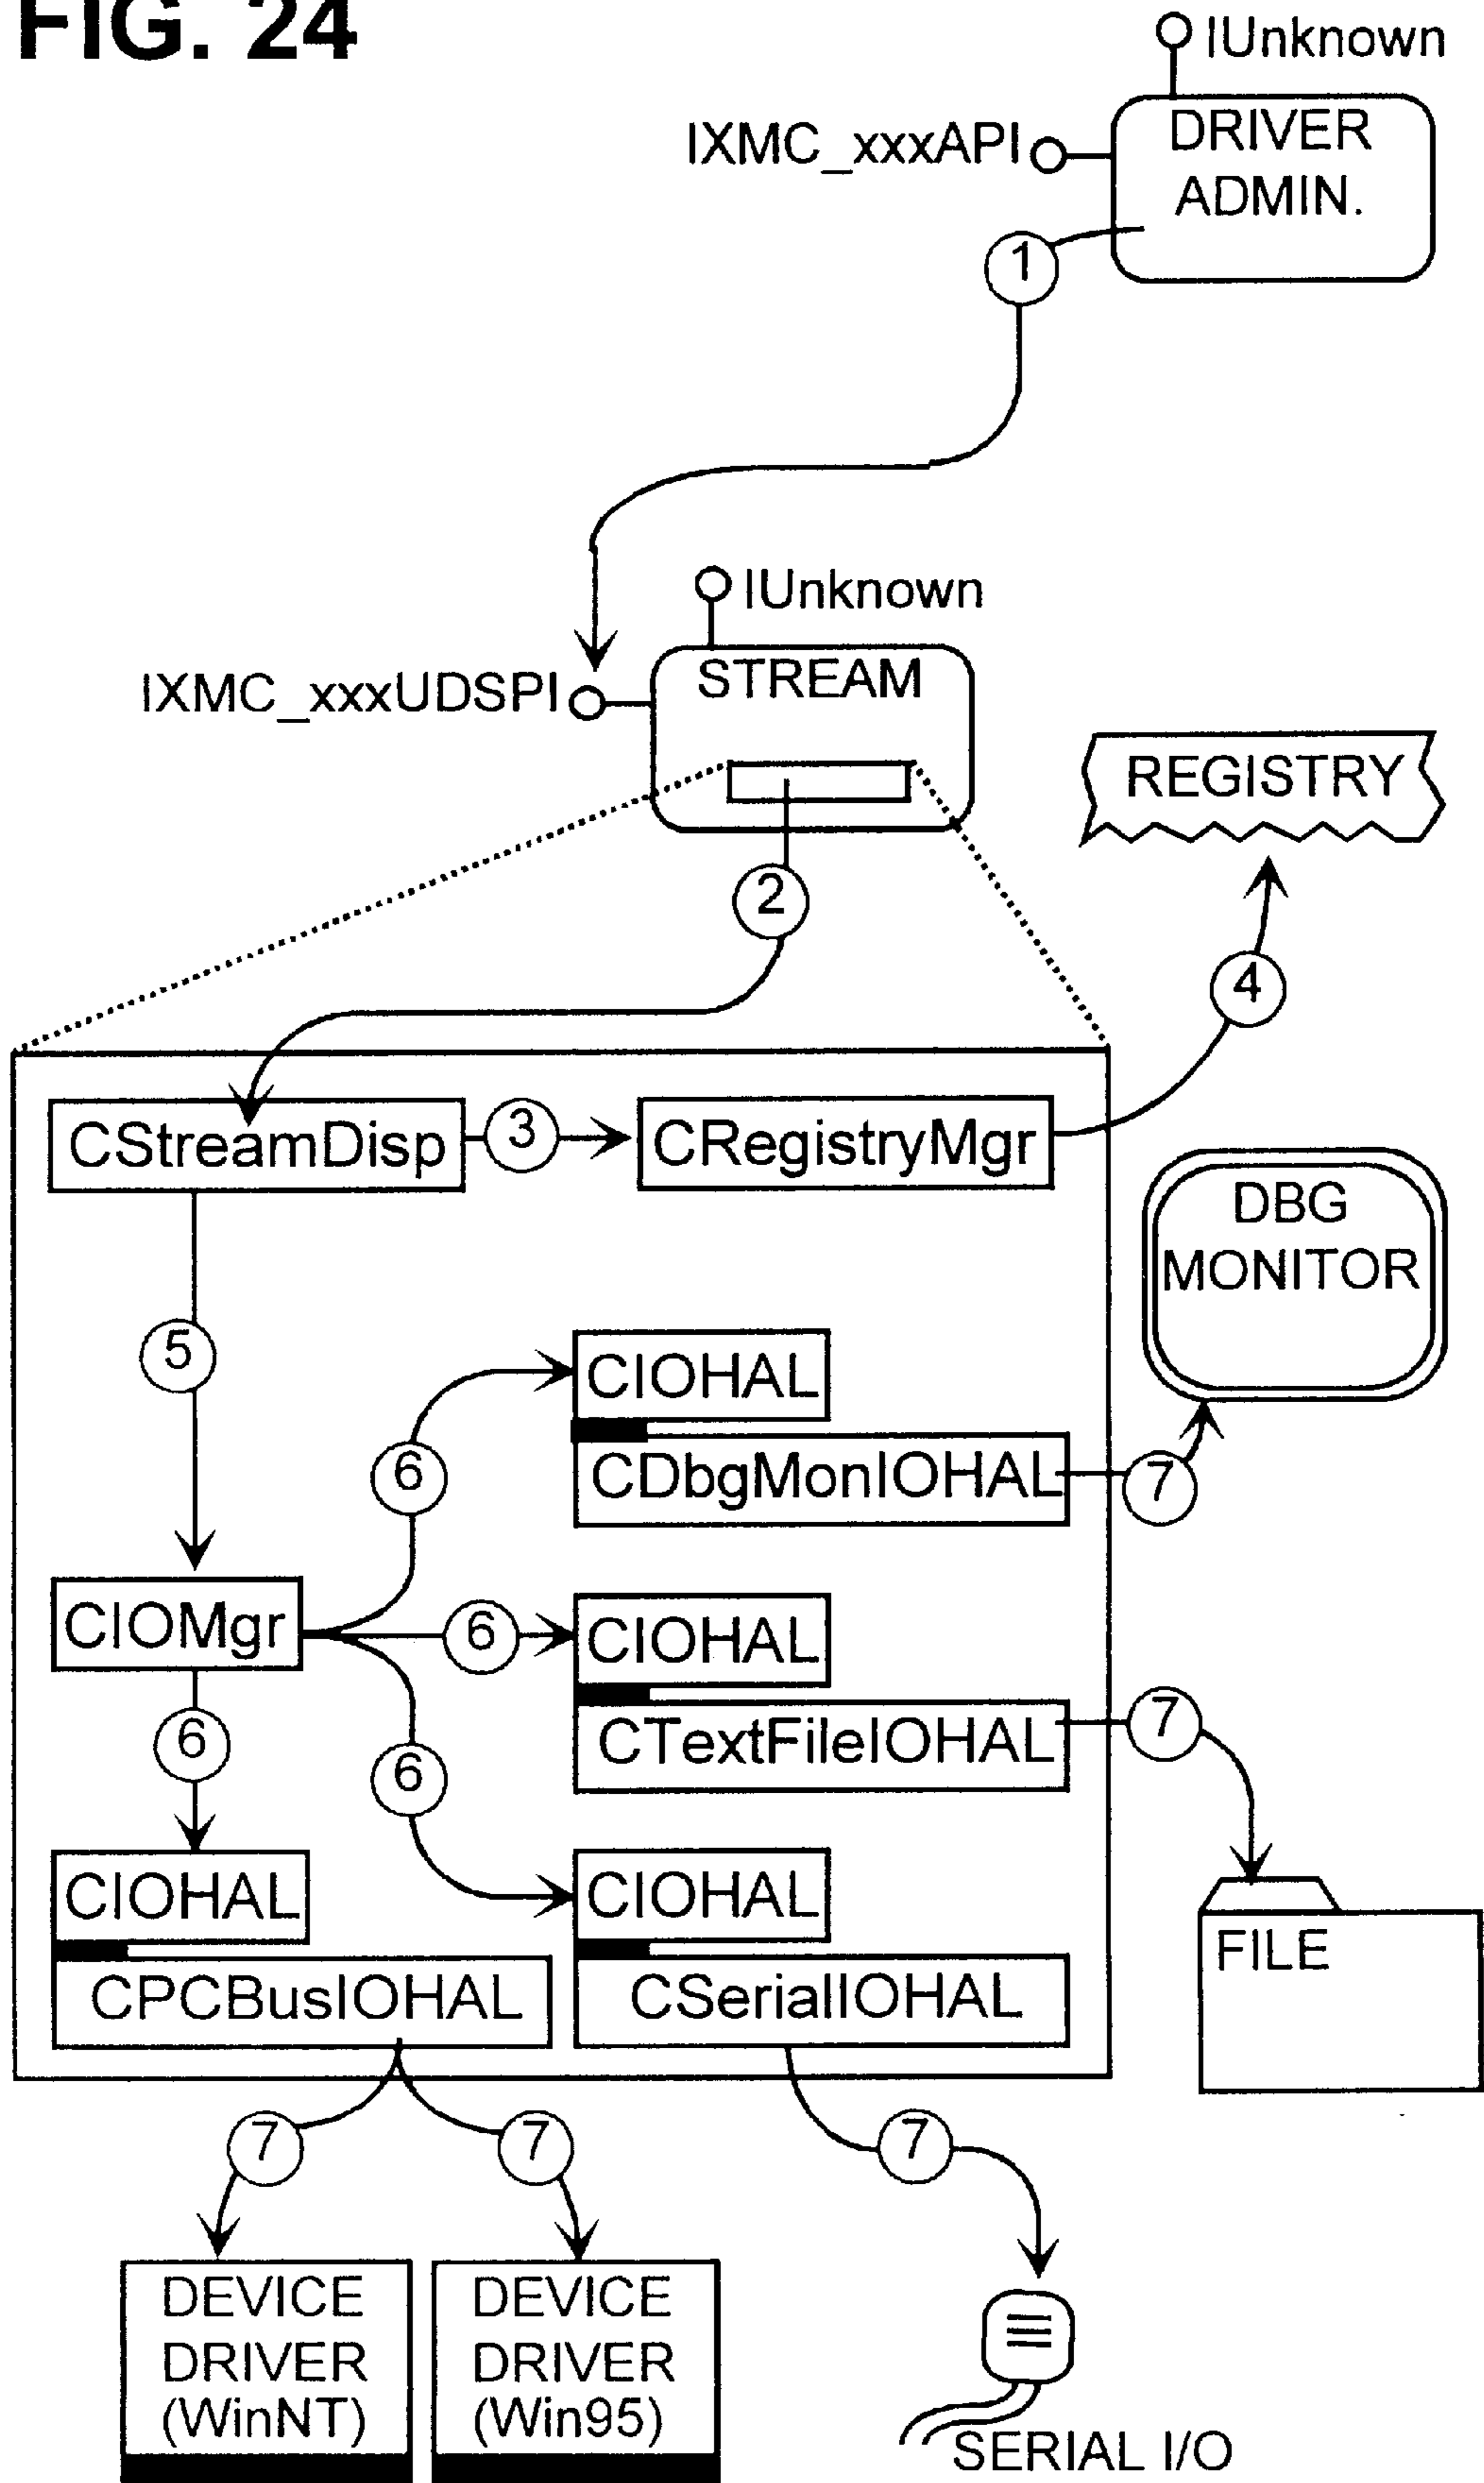 FIG. 24
IUnknown
IXMC_xxxAPI
DRIVER
ADMIN.
1
IUnknown
IXMC_xxxUDSPI
STREAM
REGISTRY
2
4
CStreamDisp
3
CRegistryMgr
DBG
MONITOR
5
CIOHAL
6
CDbgMonIOHAL
7
CIOMgr
6
CIOHAL
6
CTextFileIOHAL
7
6
CIOHAL
CIOHAL
FILE
CPCBusIOHAL
CSerialIOHAL
7
7
7
DEVICE
DRIVER
(WinNT)
DEVICE
DRIVER
(Win95)
SERIAL I/O